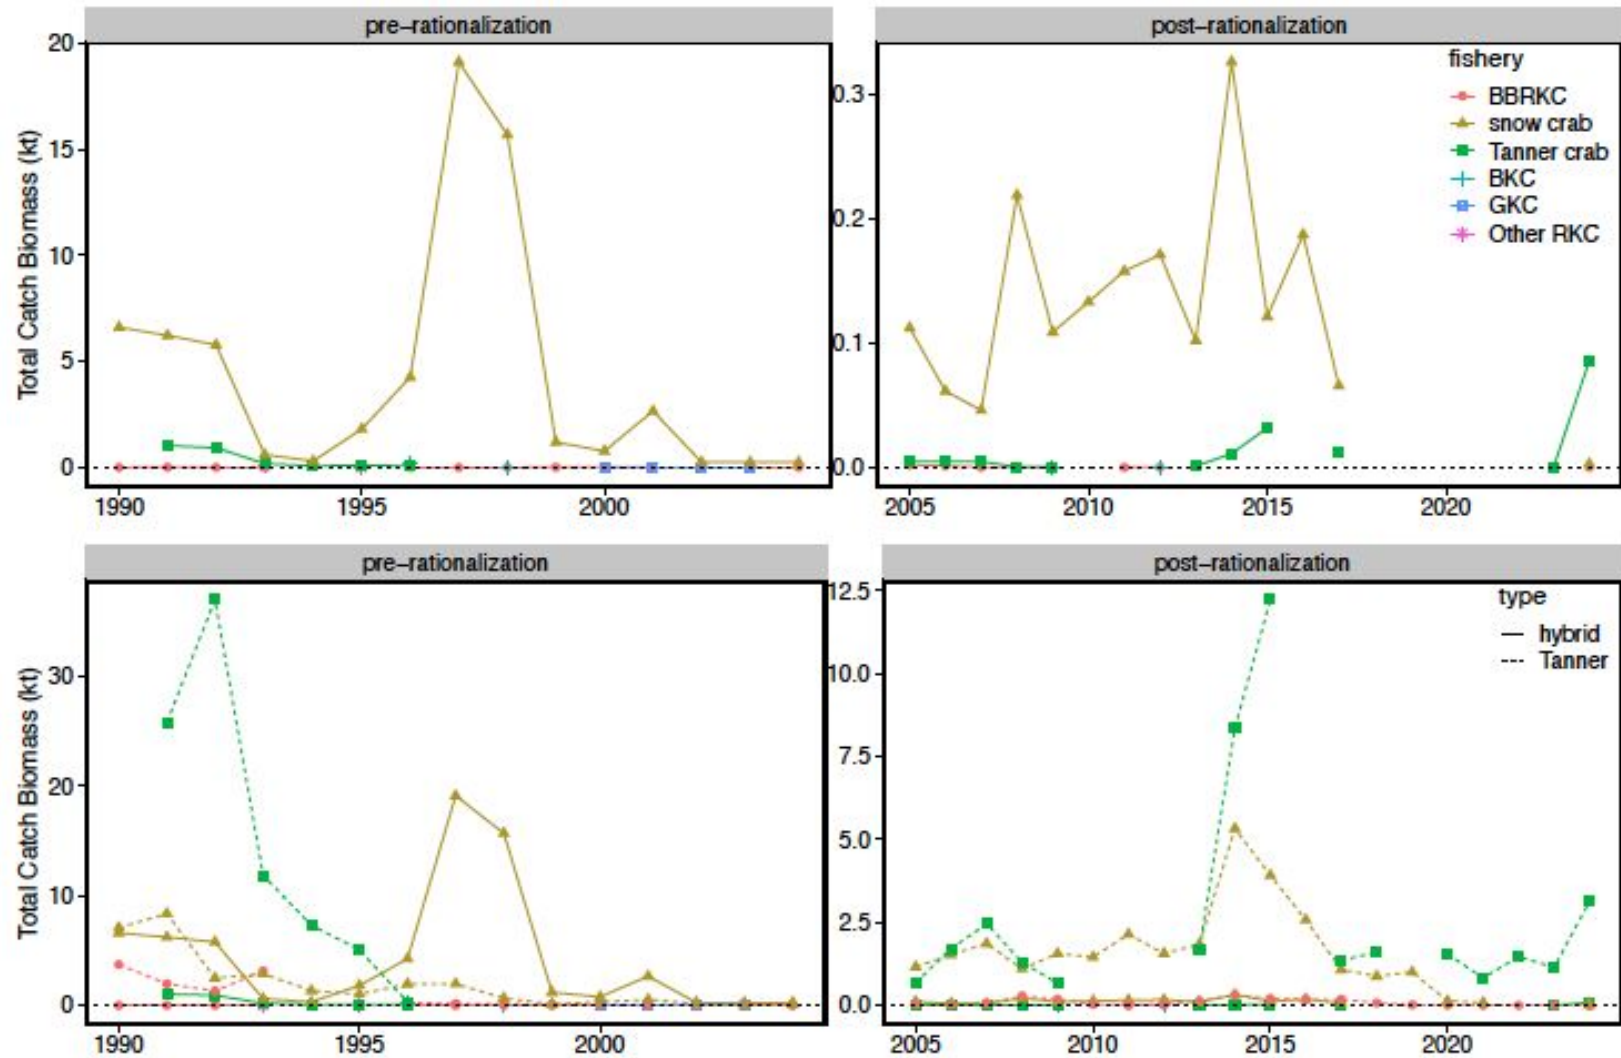 pre-rationalization
post-rationalization
Total Catch Biomass (kt)
20
15
10
5
0
1990
1995
2000
0.3
0.2
0.1
0.0
2005
2010
2015
2020
fishery
BBRKC
snow crab
Tanner crab
BKC
GKC
Other RKC
pre-rationalization
post-rationalization
Total Catch Biomass (kt)
30
20
10
0
1990
1995
2000
12.5
10.0
7.5
5.0
2.5
0.0
2005
2010
2015
2020
type
hybrid
Tanner